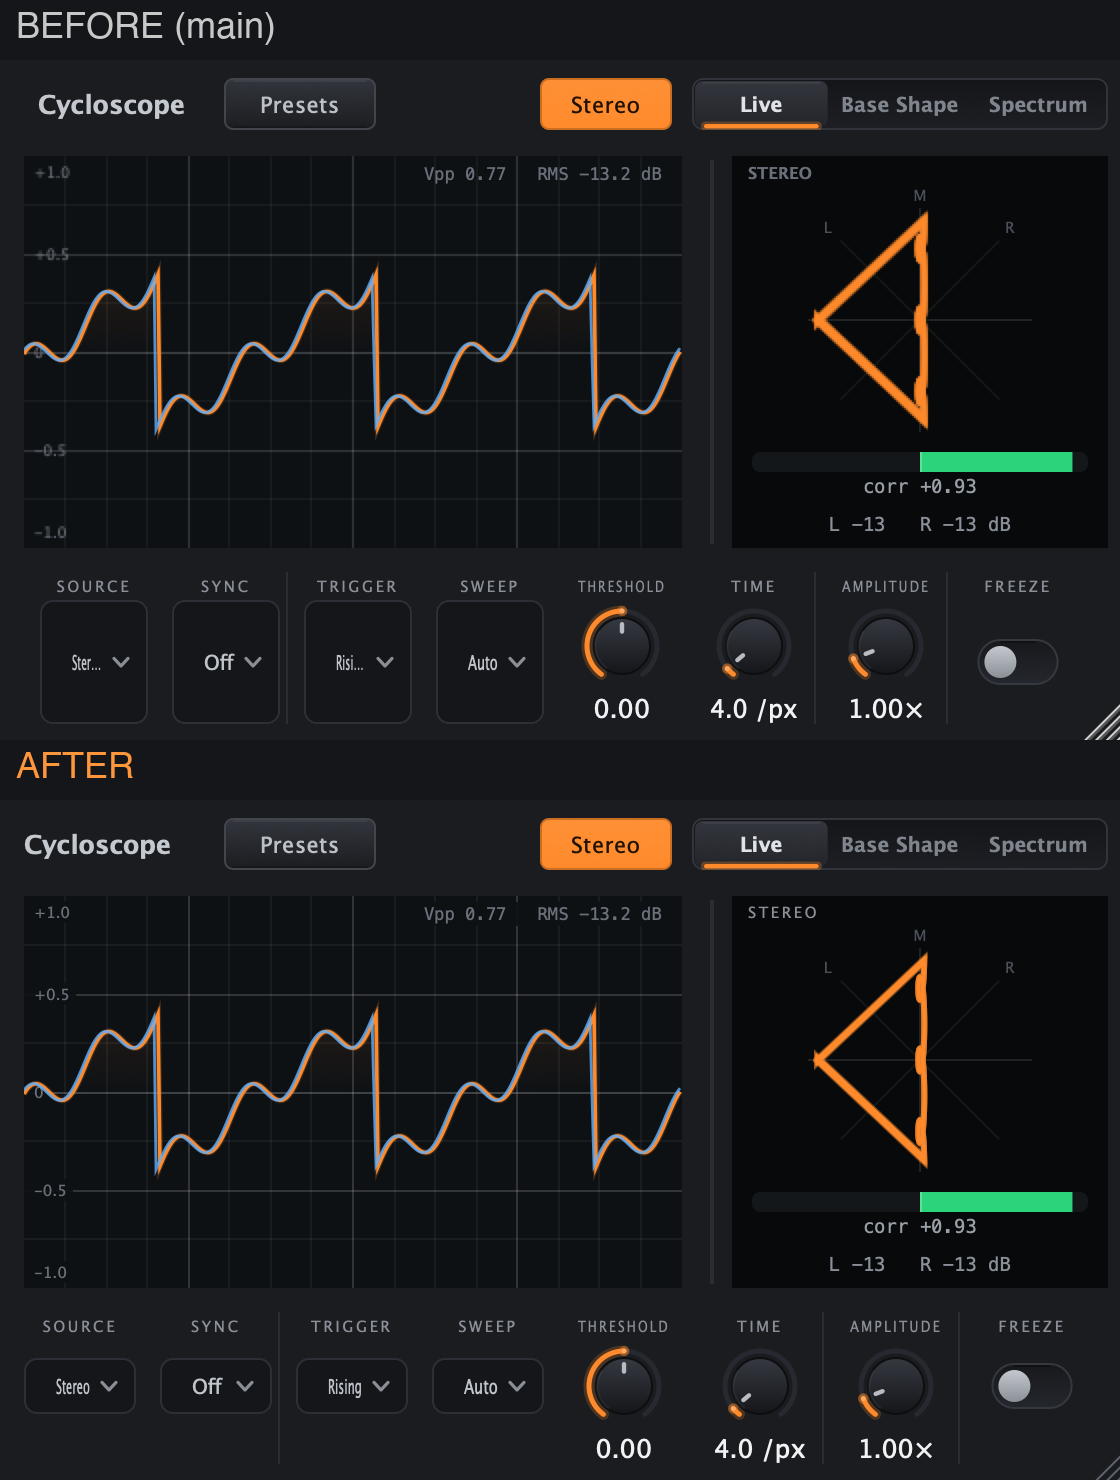 BEFORE (main)
Cycloscope Presets Stereo Live Base Shape Spectrum
+1.0 Vpp 0.77 RMS -13.2 dB STEREO
M
L R
+0.5
0
-0.5
corr +0.93
-1.0 L -13 R -13 dB
SOURCE SYNC TRIGGER SWEEP THRESHOLD TIME AMPLITUDE FREEZE
Ster... Off Risi... Auto
0.00 4.0 /px 1.00×
AFTER
Cycloscope Presets Stereo Live Base Shape Spectrum
+1.0 Vpp 0.77 RMS -13.2 dB STEREO
M
L R
+0.5
0
-0.5
corr +0.93
-1.0 L -13 R -13 dB
SOURCE SYNC TRIGGER SWEEP THRESHOLD TIME AMPLITUDE FREEZE
Stereo Off Rising Auto
0.00 4.0 /px 1.00×